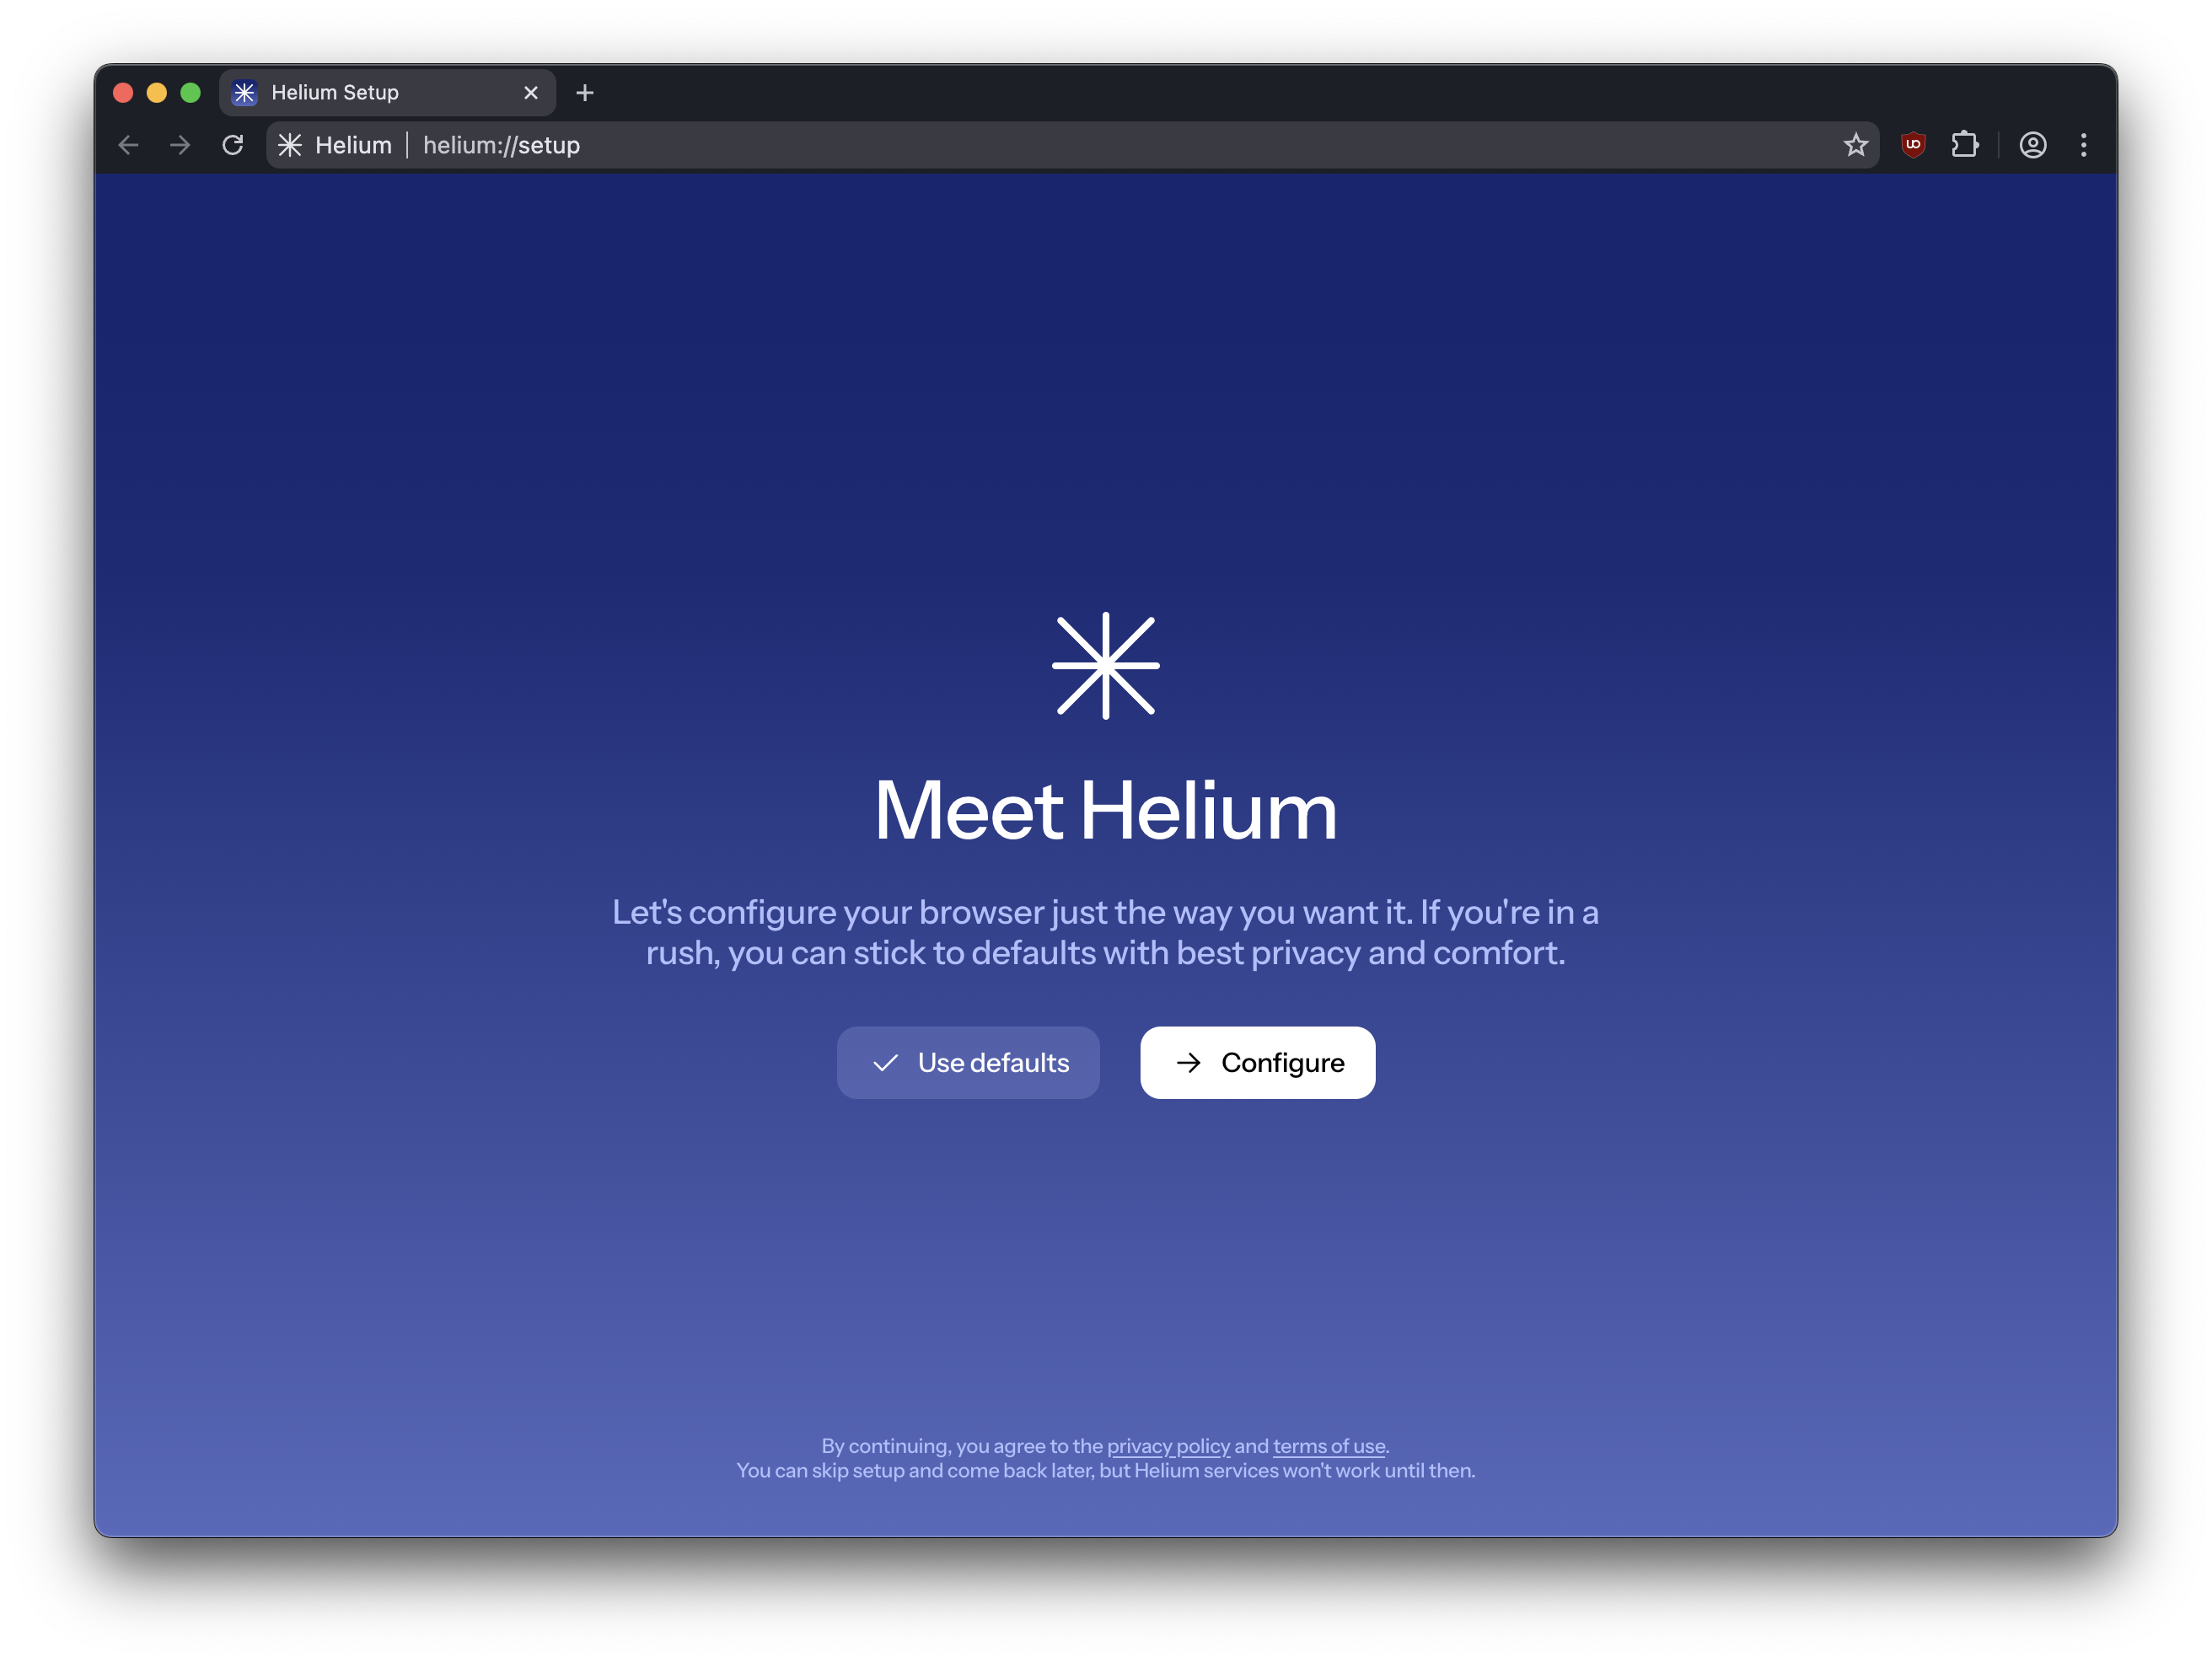 Helium Setup
Helium | helium://setup
UO
Meet Helium
Let's configure your browser just the way you want it. If you're in a
rush, you can stick to defaults with best privacy and comfort.
Use defaults
Configure
By continuing, you agree to the privacy policy and terms of use.
You can skip setup and come back later, but Helium services won't work until then.